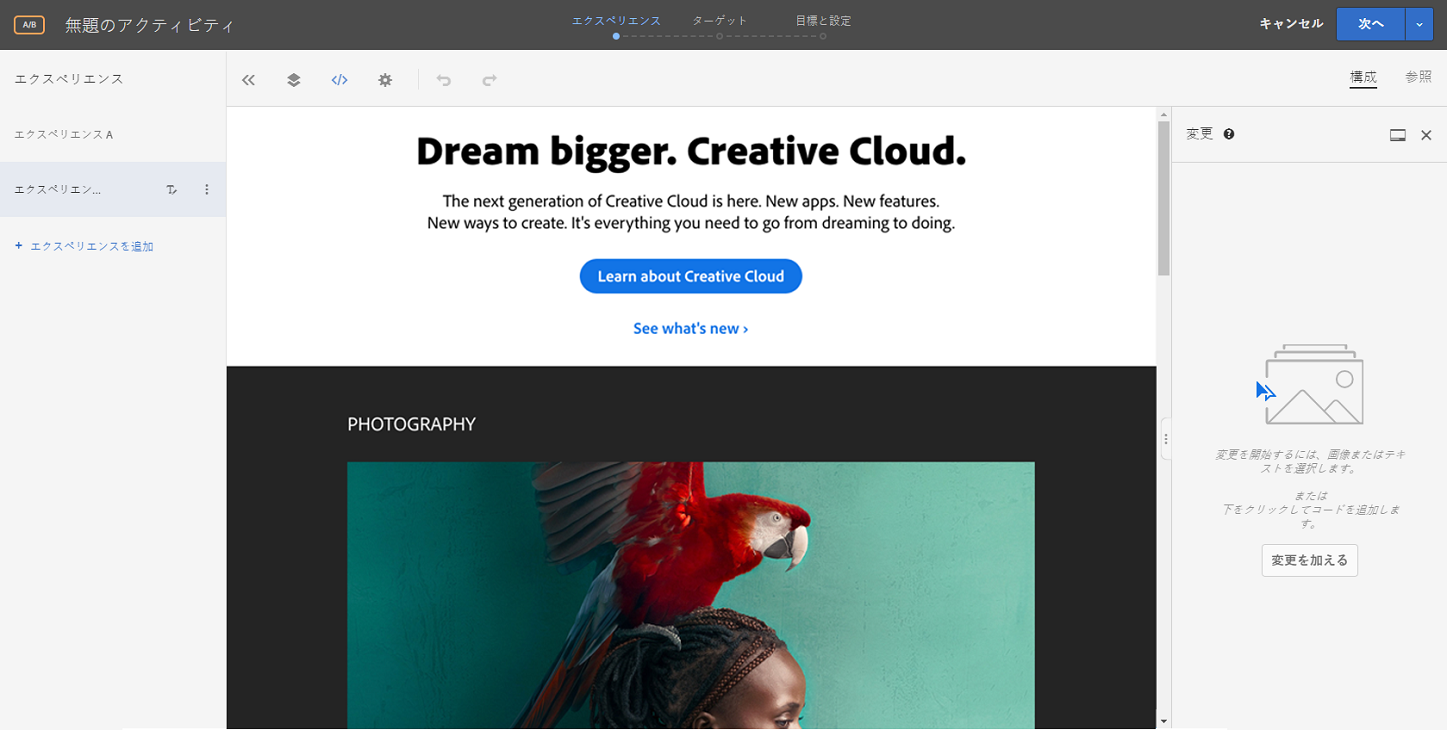 A/B 無題のアクティビティ エクスペリエンス ターゲット 目標と設定 キャンセル 次へ
エクスペリエンス
構成 参照
エクスペリエンス A
エクスペリエン...
+ エクスペリエンスを追加
Dream bigger. Creative Cloud.
The next generation of Creative Cloud is here. New apps. New features.
New ways to create. It's everything you need to go from dreaming to doing.
Learn about Creative Cloud
See what's new ›
PHOTOGRAPHY
変更
変更を開始するには、画像またはテキ
ストを選択します。
または
下をクリックしてコードを追加しま
す。
変更を加える